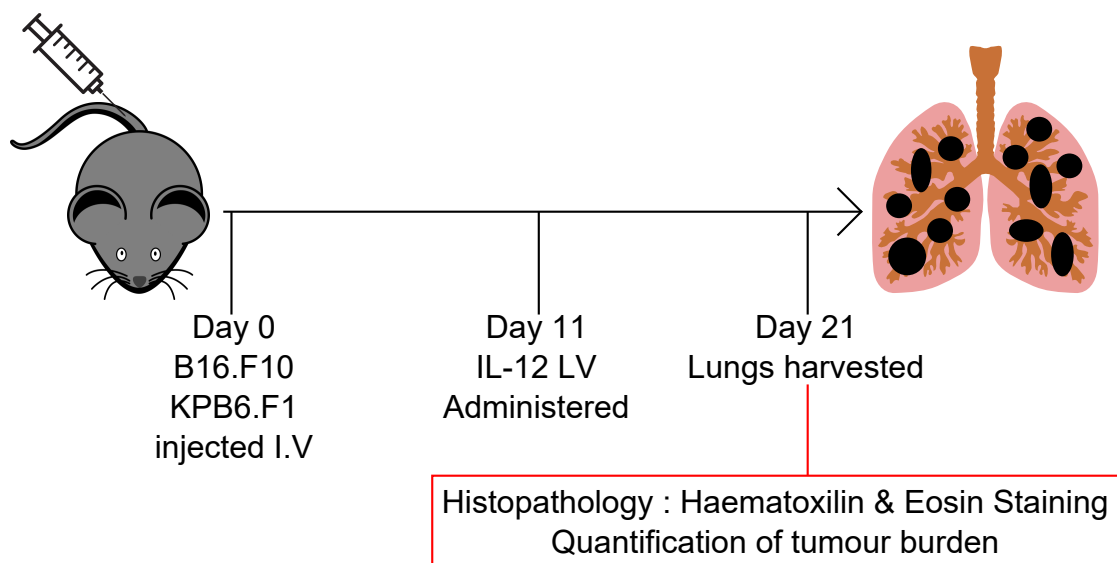 Day 0
B16.F10
KPB6.F1
injected I.V
Day 11
IL-12 LV
Administered
Day 21
Lungs harvested
Histopathology : Haematoxilin & Eosin Staining
Quantification of tumour burden